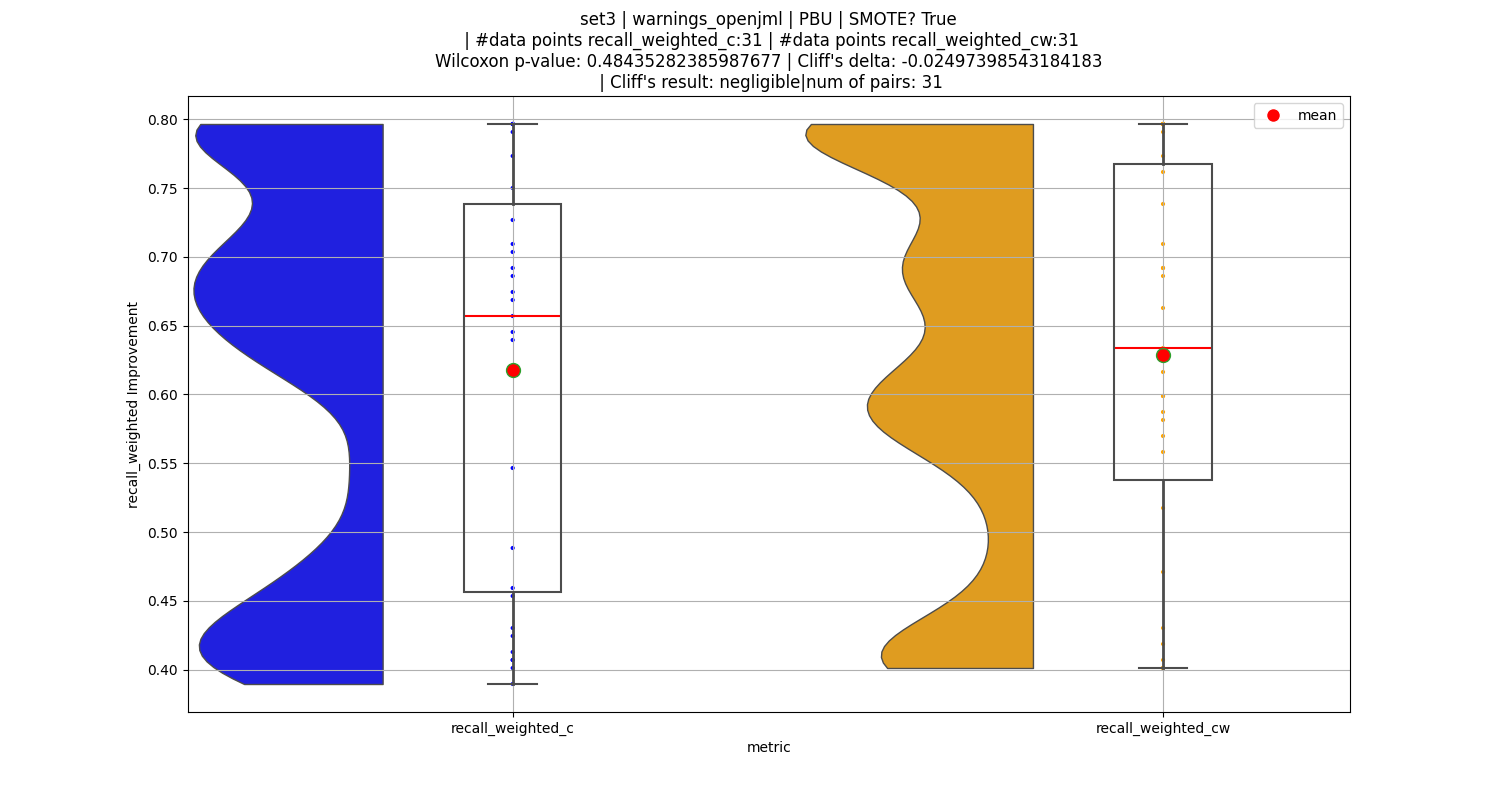 set3 | warnings_openjml | PBU | SMOTE? True
| #data points recall_weighted_c:31 | #data points recall_weighted_cw:31
Wilcoxon p-value: 0.48435282385987677 | Cliff's delta: -0.02497398543184183
| Cliff's result: negligible|num of pairs: 31
mean
0.80
0.75
0.70
0.65
0.60
0.55
0.50
0.45
0.40
recall_weighted Improvement
recall_weighted_c
recall_weighted_cw
metric